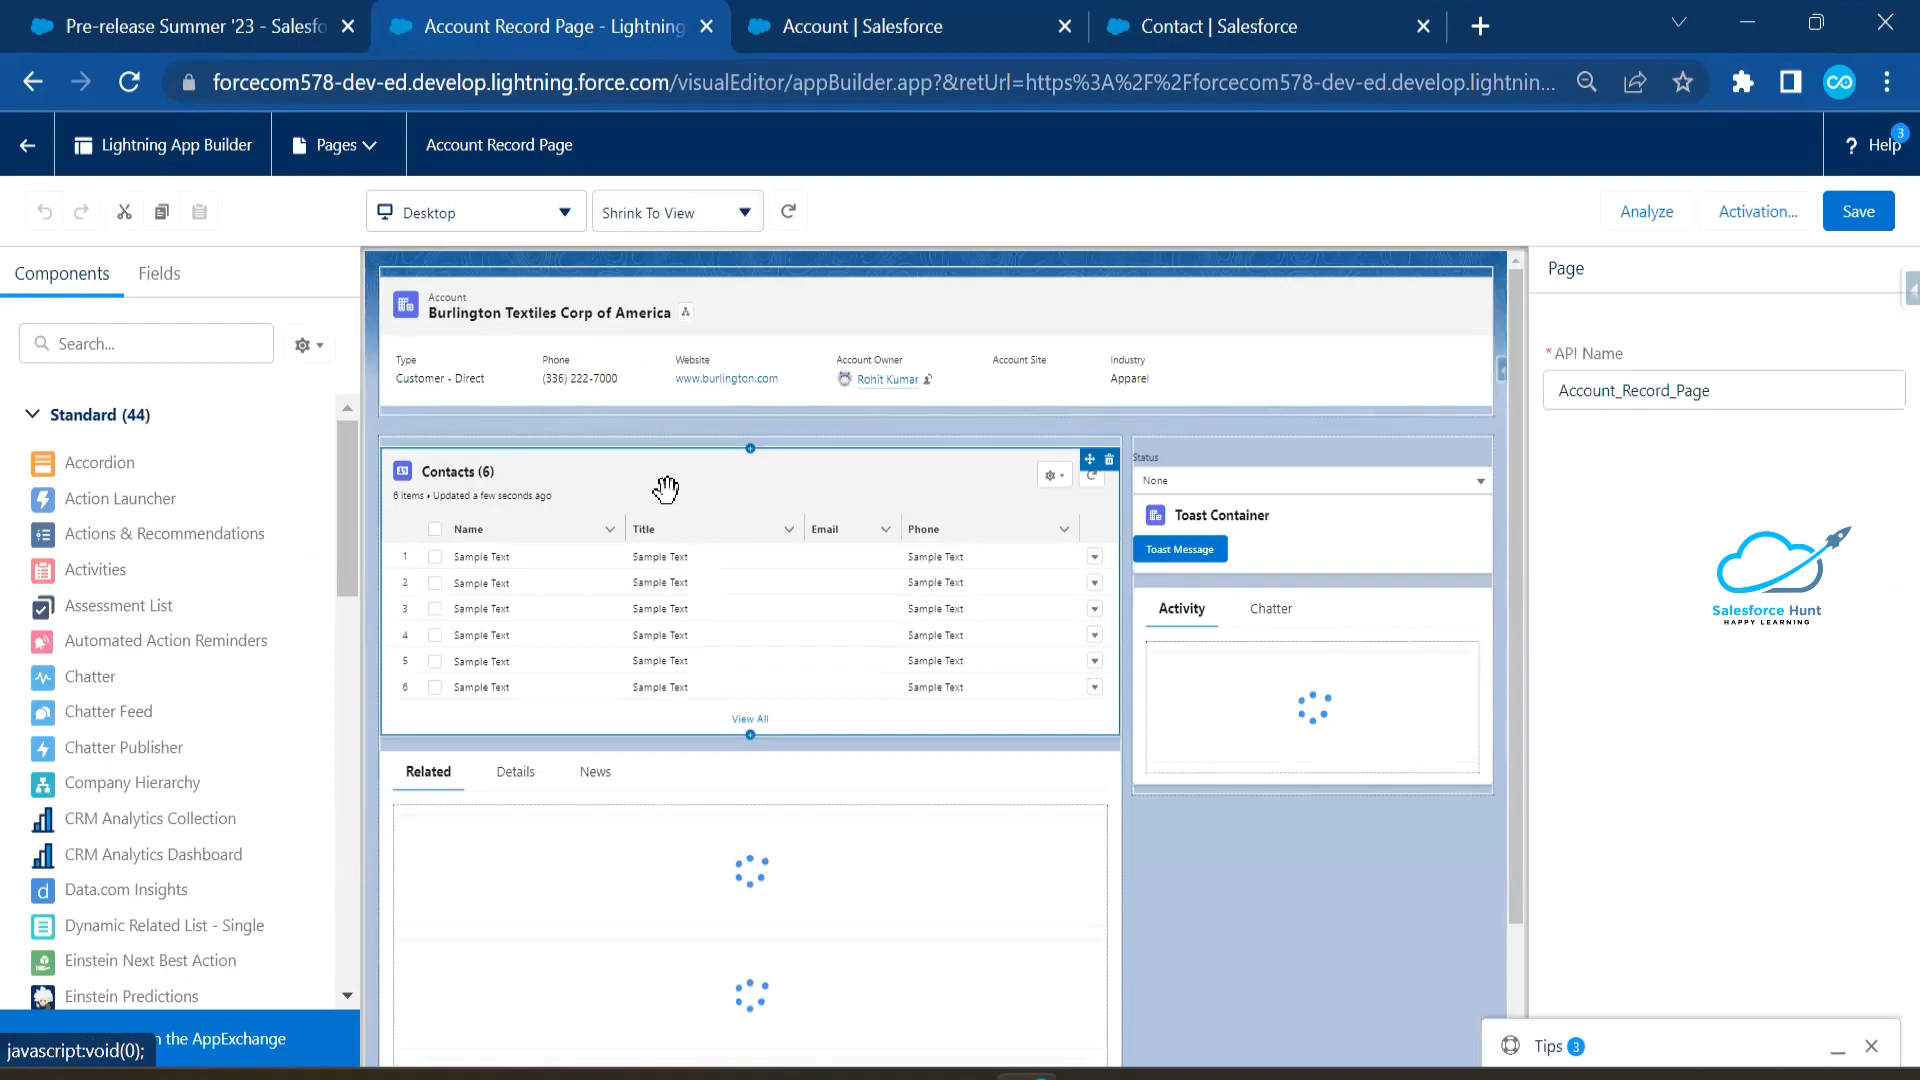 Pre-release Summer '23 - Salesfo
Account Record Page - Lightning
Account | Salesforce
Contact | Salesforce
forcecom578-dev-ed.develop.lightning.force.com/visualEditor/appBuilder.app?&retUrl=https%3A%2F%2Fforcecom578-dev-ed.develop.lightnin...
Lightning App Builder
Pages
Account Record Page
? Help
3
Desktop
Shrink To View
Analyze
Activation...
Save
Components
Fields
Search...
Standard (44)
Accordion
Action Launcher
Actions & Recommendations
Activities
Assessment List
Automated Action Reminders
Chatter
Chatter Feed
Chatter Publisher
Company Hierarchy
CRM Analytics Collection
CRM Analytics Dashboard
Data.com Insights
Dynamic Related List - Single
Einstein Next Best Action
Einstein Predictions
n the AppExchange
javascript:void(0);
Account
Burlington Textiles Corp of America
Type
Customer - Direct
Phone
(336) 222-7000
Website
www.burlington.com
Account Owner
Rohit Kumar
Account Site
Industry
Apparel
Contacts (6)
6 items • Updated a few seconds ago
Name Title Email Phone
1 Sample Text Sample Text Sample Text
2 Sample Text Sample Text Sample Text
3 Sample Text Sample Text Sample Text
4 Sample Text Sample Text Sample Text
5 Sample Text Sample Text Sample Text
6 Sample Text Sample Text Sample Text
View All
Related
Details
News
Status
None
Toast Container
Toast Message
Activity
Chatter
Page
* API Name
Account_Record_Page
Salesforce Hunt
HAPPY LEARNING
Tips 3